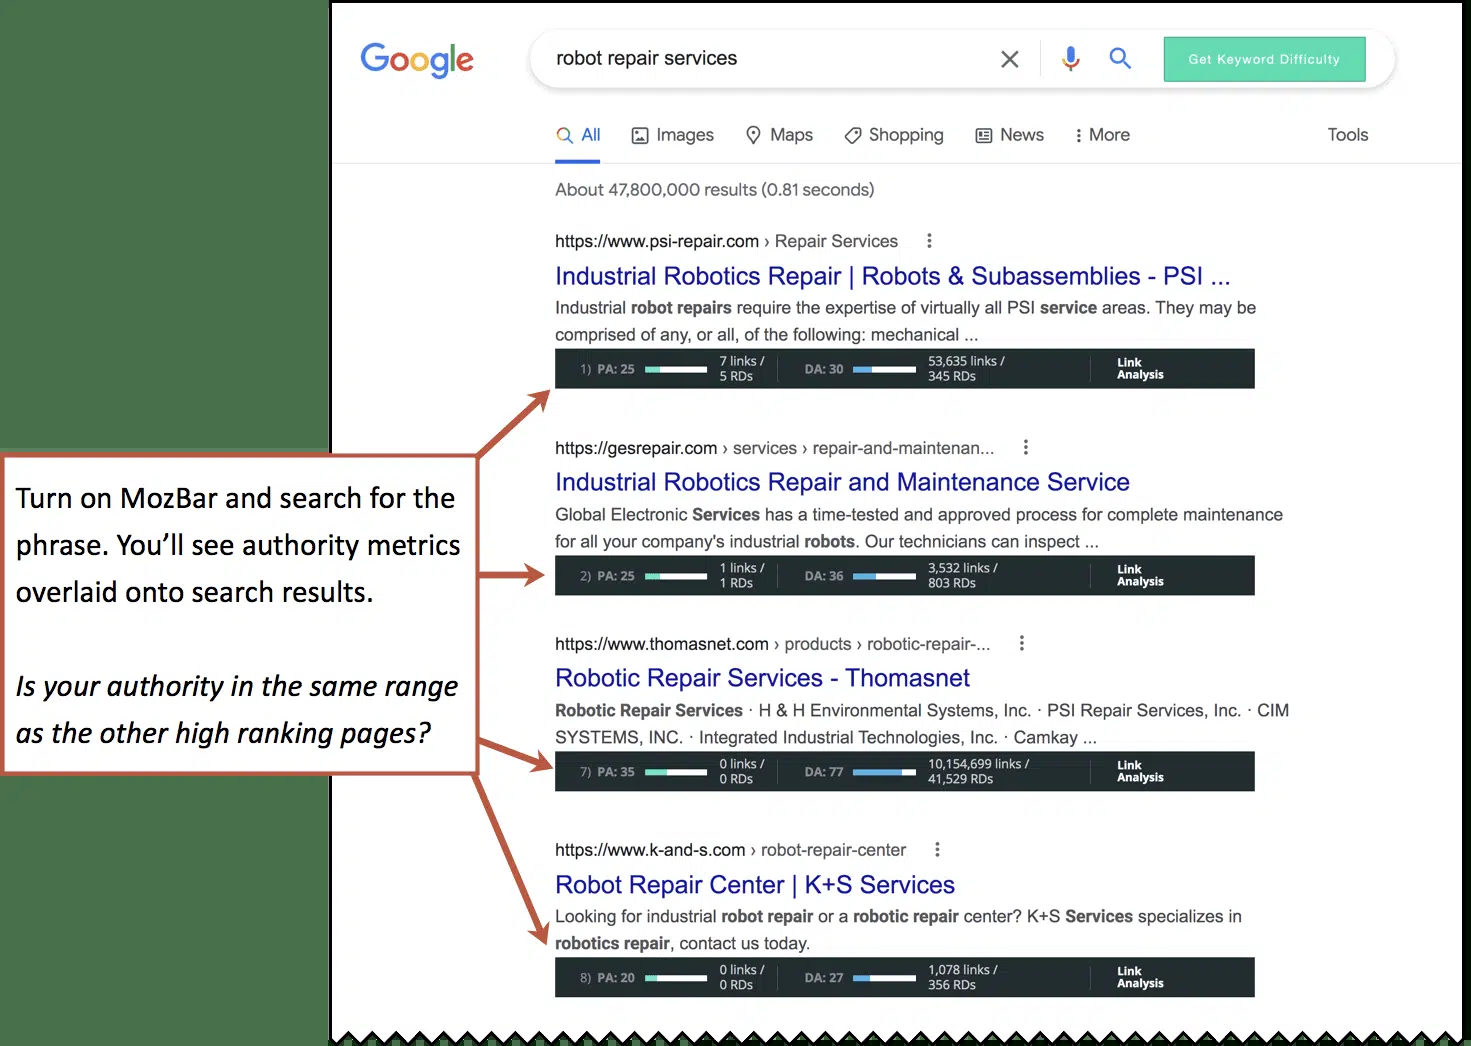 Google
robot repair services
Get Keyword Difficulty
All Images Maps Shopping News More Tools
About 47,800,000 results (0.81 seconds)
https://www.psi-repair.com › Repair Services
Industrial Robotics Repair | Robots & Subassemblies - PSI ...
Industrial robot repairs require the expertise of virtually all PSI service areas. They may be
comprised of any, or all, of the following: mechanical ...
1) PA: 25 7 links / DA: 30 53,635 links / Link
5 RDs 345 RDs Analysis
https://gesrepair.com › services › repair-and-maintenan...
Industrial Robotics Repair and Maintenance Service
Global Electronic Services has a time-tested and approved process for complete maintenance
for all your company's industrial robots. Our technicians can inspect ...
2) PA: 25 1 links / DA: 36 3,532 links / Link
1 RDs 803 RDs Analysis
https://www.thomasnet.com › products › robotic-repair-...
Robotic Repair Services - Thomasnet
Robotic Repair Services · H & H Environmental Systems, Inc. · PSI Repair Services, Inc. · CIM
SYSTEMS, INC. · Integrated Industrial Technologies, Inc. · Camkay ...
7) PA: 35 0 links / DA: 77 10,154,699 links / Link
0 RDs 41,529 RDs Analysis
https://www.k-and-s.com › robot-repair-center
Robot Repair Center | K+S Services
Looking for industrial robot repair or a robotic repair center? K+S Services specializes in
robotics repair, contact us today.
8) PA: 20 0 links / DA: 27 1,078 links / Link
0 RDs 356 RDs Analysis
Turn on MozBar and search for the
phrase. You’ll see authority metrics
overlaid onto search results.
Is your authority in the same range
as the other high ranking pages?